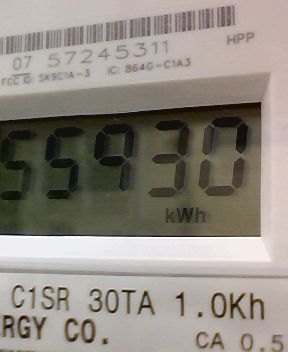 07 57245311
HPP
FCC ID: SK9C1A-3 IC: 864G-C1A3
55930
kWh
C1SR 30TA 1.0Kh
ERGY CO.
CA 0.5